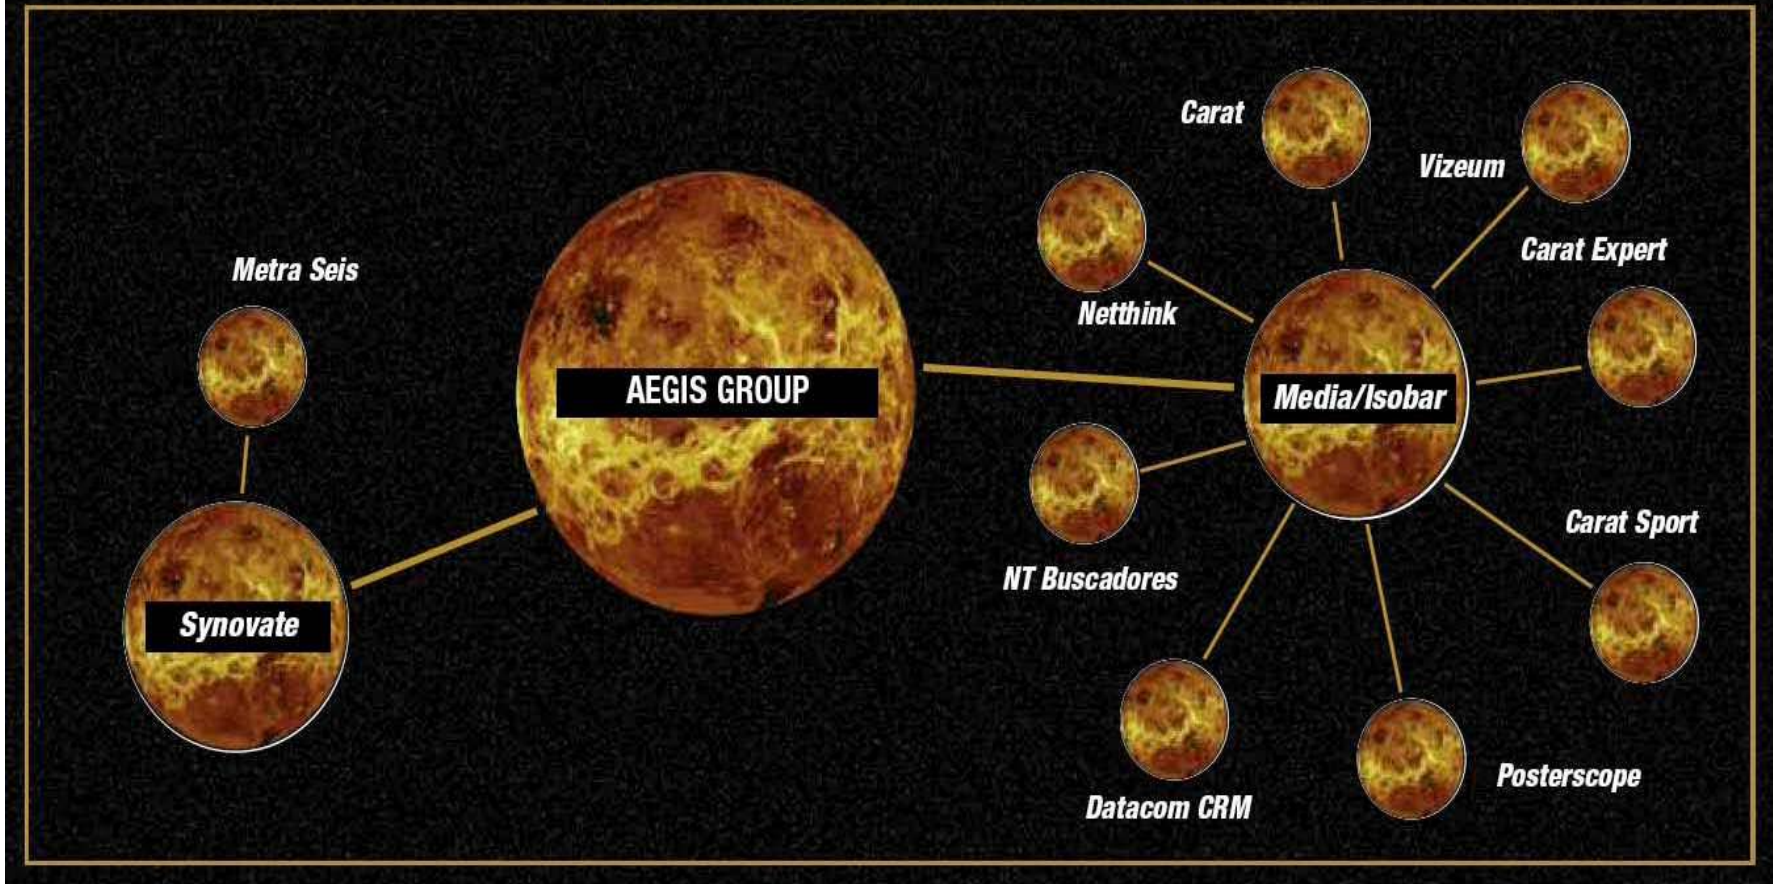 Carat
Vizeum
Carat Expert
Metra Seis
Netthink
AEGIS GROUP
Media/Isobar
Carat Sport
NT Buscadores
Synovate
Posterscope
Datacom CRM